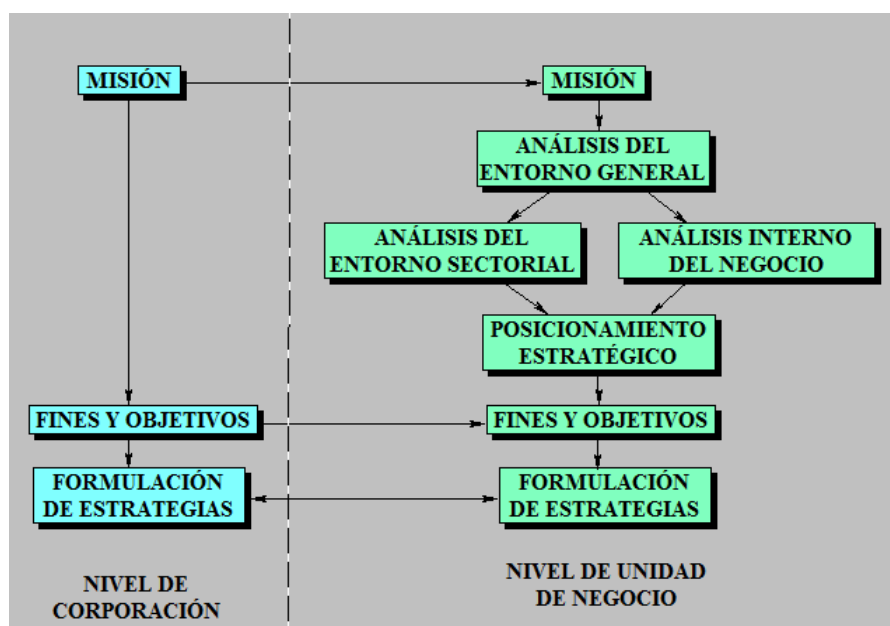 MISIÓN
MISIÓN
ANÁLISIS DEL
ENTORNO GENERAL
ANÁLISIS DEL
ENTORNO SECTORIAL
ANÁLISIS INTERNO
DEL NEGOCIO
POSICIONAMIENTO
ESTRATÉGICO
FINES Y OBJETIVOS
FINES Y OBJETIVOS
FORMULACIÓN
DE ESTRATEGIAS
FORMULACIÓN
DE ESTRATEGIAS
NIVEL DE
CORPORACIÓN
NIVEL DE UNIDAD
DE NEGOCIO